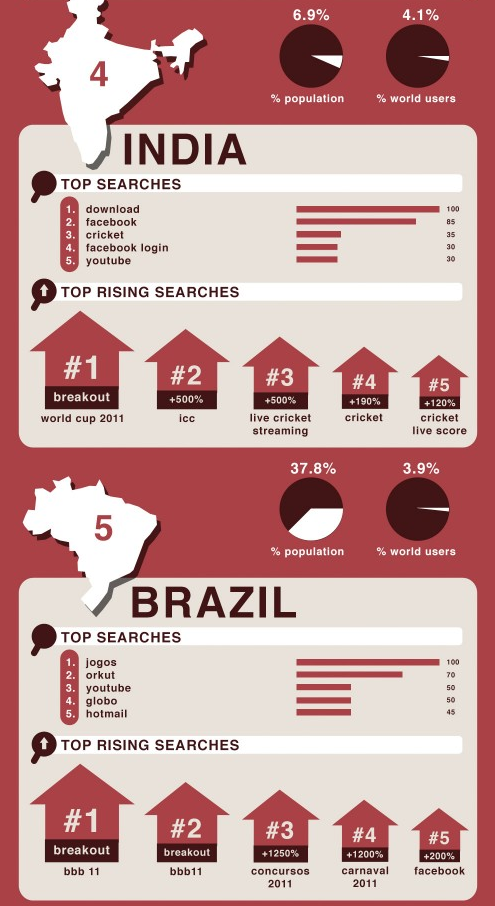 4
6.9%
4.1%
% population
% world users
INDIA
TOP SEARCHES
1. download 100
2. facebook 85
3. cricket 35
4. facebook login 30
5. youtube 30
TOP RISING SEARCHES
#1
breakout
world cup 2011
#2
+500%
icc
#3
+500%
live cricket
streaming
#4
+190%
cricket
#5
+120%
cricket
live score
5
37.8%
3.9%
% population
% world users
BRAZIL
TOP SEARCHES
1. jogos 100
2. orkut 70
3. youtube 50
4. globo 50
5. hotmail 45
TOP RISING SEARCHES
#1
breakout
bbb 11
#2
breakout
bbb11
#3
+1250%
concursos
2011
#4
+1200%
carnaval
2011
#5
+200%
facebook